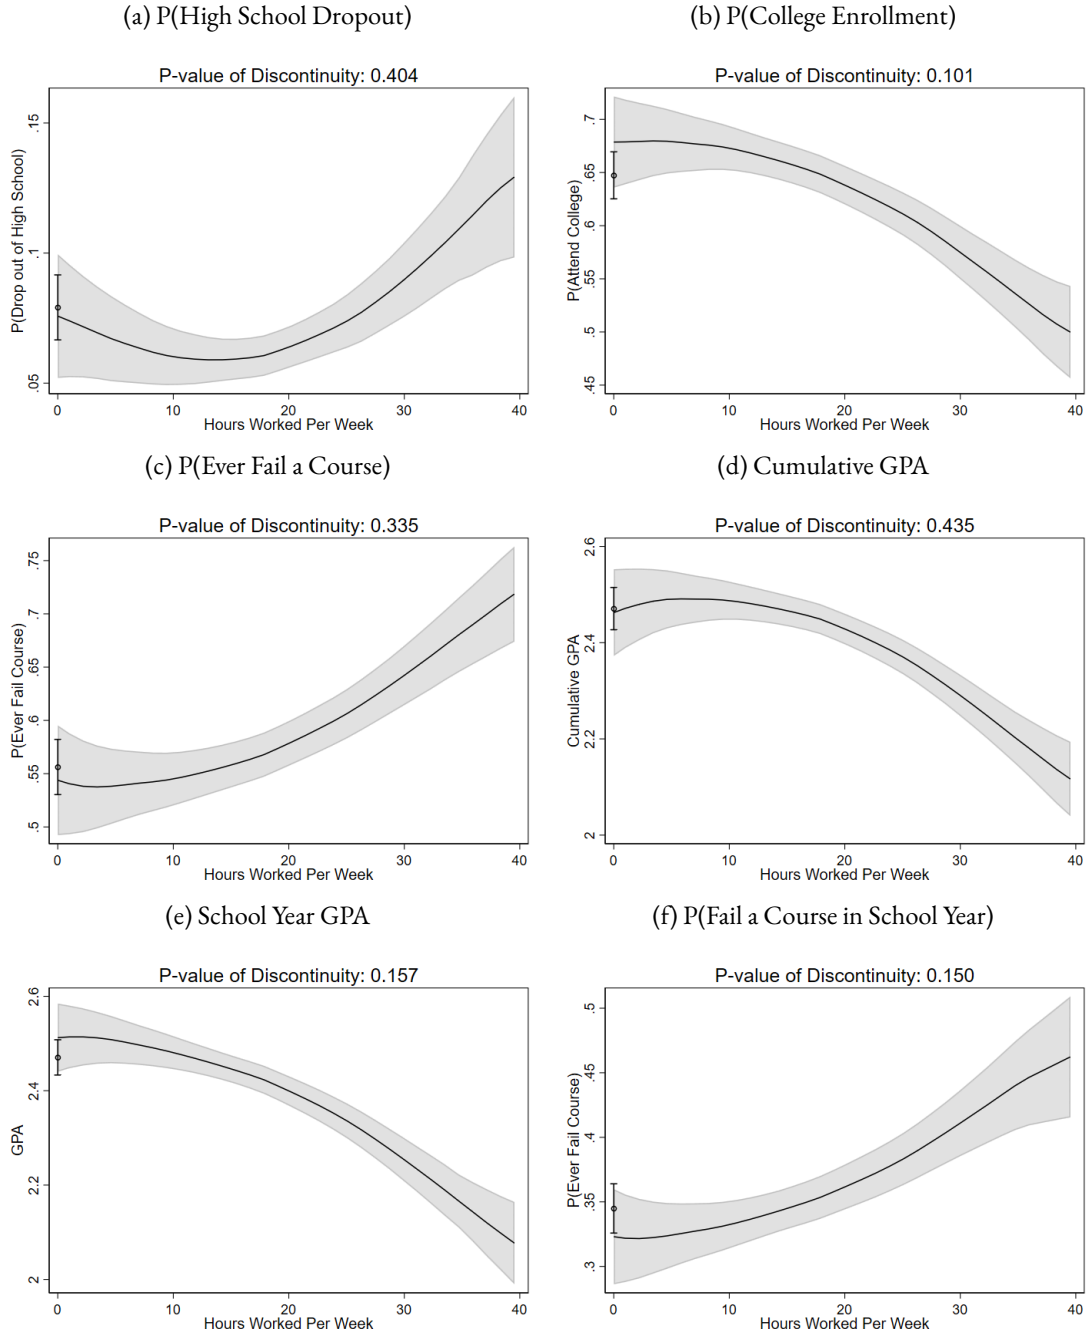 (a) P(High School Dropout)
P-value of Discontinuity: 0.404
P(Drop out of High School)
.15
.1
.05
0 10 20 30 40
Hours Worked Per Week
(b) P(College Enrollment)
P-value of Discontinuity: 0.101
P(Attend College)
.7
.65
.6
.55
.5
.45
0 10 20 30 40
Hours Worked Per Week
(c) P(Ever Fail a Course)
P-value of Discontinuity: 0.335
P(Ever Fail Course)
.75
.7
.65
.6
.55
.5
0 10 20 30 40
Hours Worked Per Week
(d) Cumulative GPA
P-value of Discontinuity: 0.435
Cumulative GPA
2.6
2.4
2.2
2
0 10 20 30 40
Hours Worked Per Week
(e) School Year GPA
P-value of Discontinuity: 0.157
GPA
2.6
2.4
2.2
2
0 10 20 30 40
Hours Worked Per Week
(f) P(Fail a Course in School Year)
P-value of Discontinuity: 0.150
P(Ever Fail Course)
.5
.45
.4
.35
.3
0 10 20 30 40
Hours Worked Per Week